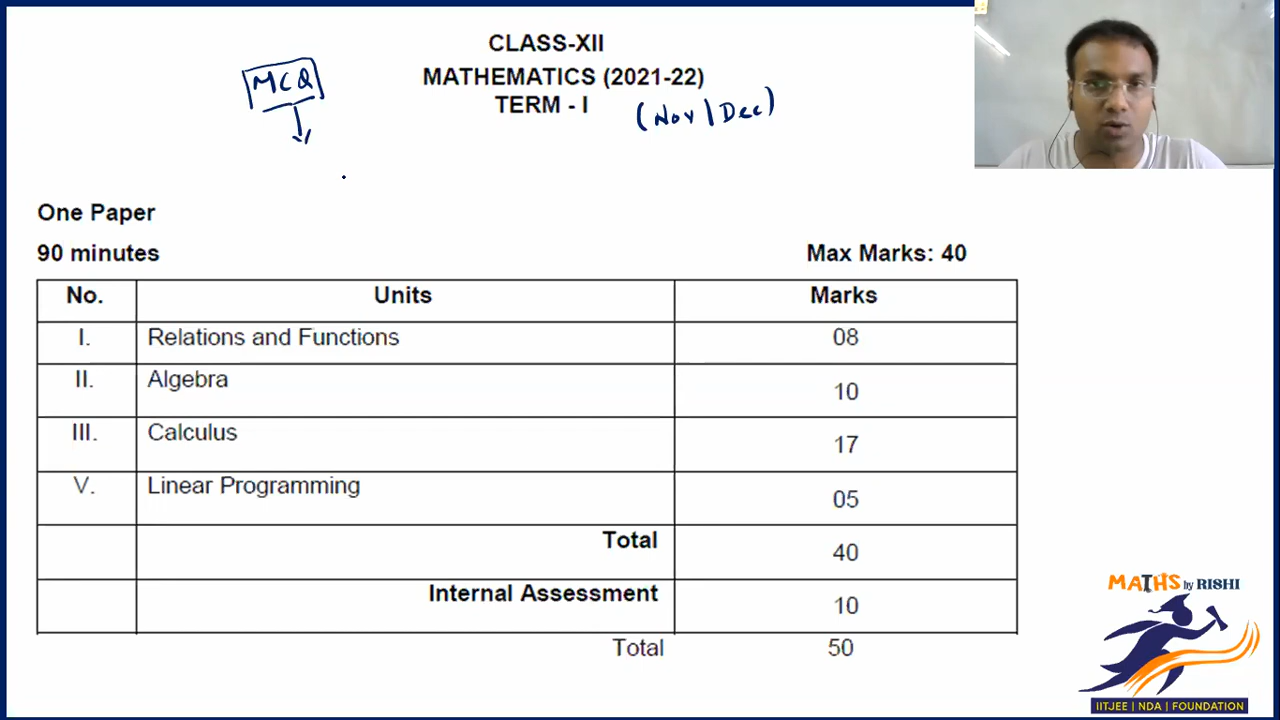 CLASS-XII
MCQ
MATHEMATICS (2021-22)
TERM - I (Nov/Dec)
One Paper
90 minutes Max Marks: 40
No. Units Marks
I. Relations and Functions 08
II. Algebra 10
III. Calculus 17
V. Linear Programming 05
Total 40
Internal Assessment 10
Total 50
MATHS by RISHI
IITJEE | NDA | FOUNDATION